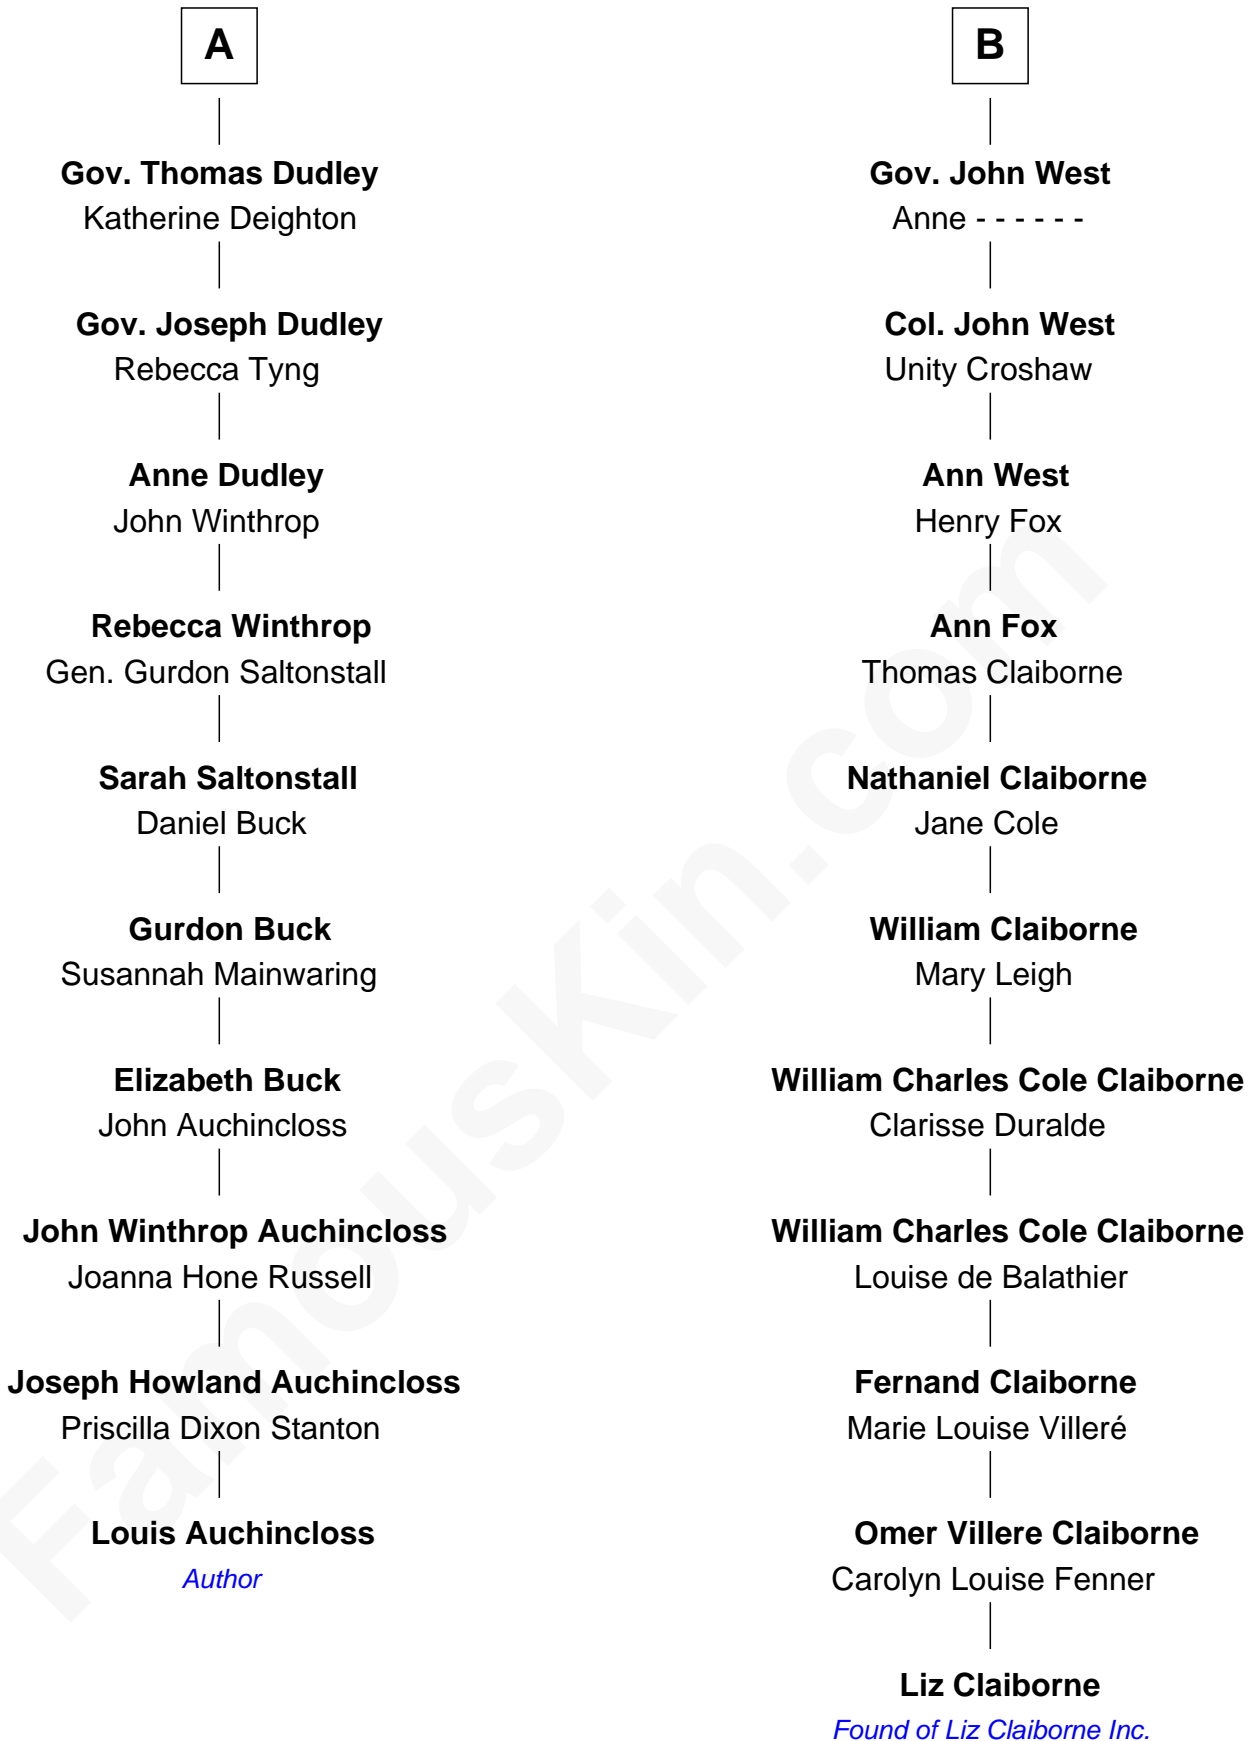 A
Gov. Thomas Dudley
Katherine Deighton
Gov. Joseph Dudley
Rebecca Tyng
Anne Dudley
John Winthrop
Rebecca Winthrop
Gen. Gurdon Saltonstall
Sarah Saltonstall
Daniel Buck
Gurdon Buck
Susannah Mainwaring
Elizabeth Buck
John Auchincloss
John Winthrop Auchincloss
Joanna Hone Russell
Joseph Howland Auchincloss
Priscilla Dixon Stanton
Louis Auchincloss
Author
B
Gov. John West
Anne - - - - - -
Col. John West
Unity Croshaw
Ann West
Henry Fox
Ann Fox
Thomas Claiborne
Nathaniel Claiborne
Jane Cole
William Claiborne
Mary Leigh
William Charles Cole Claiborne
Clarisse Duralde
William Charles Cole Claiborne
Louise de Balathier
Fernand Claiborne
Marie Louise Villeré
Omer Villere Claiborne
Carolyn Louise Fenner
Liz Claiborne
Found of Liz Claiborne Inc.
FamousKin.com